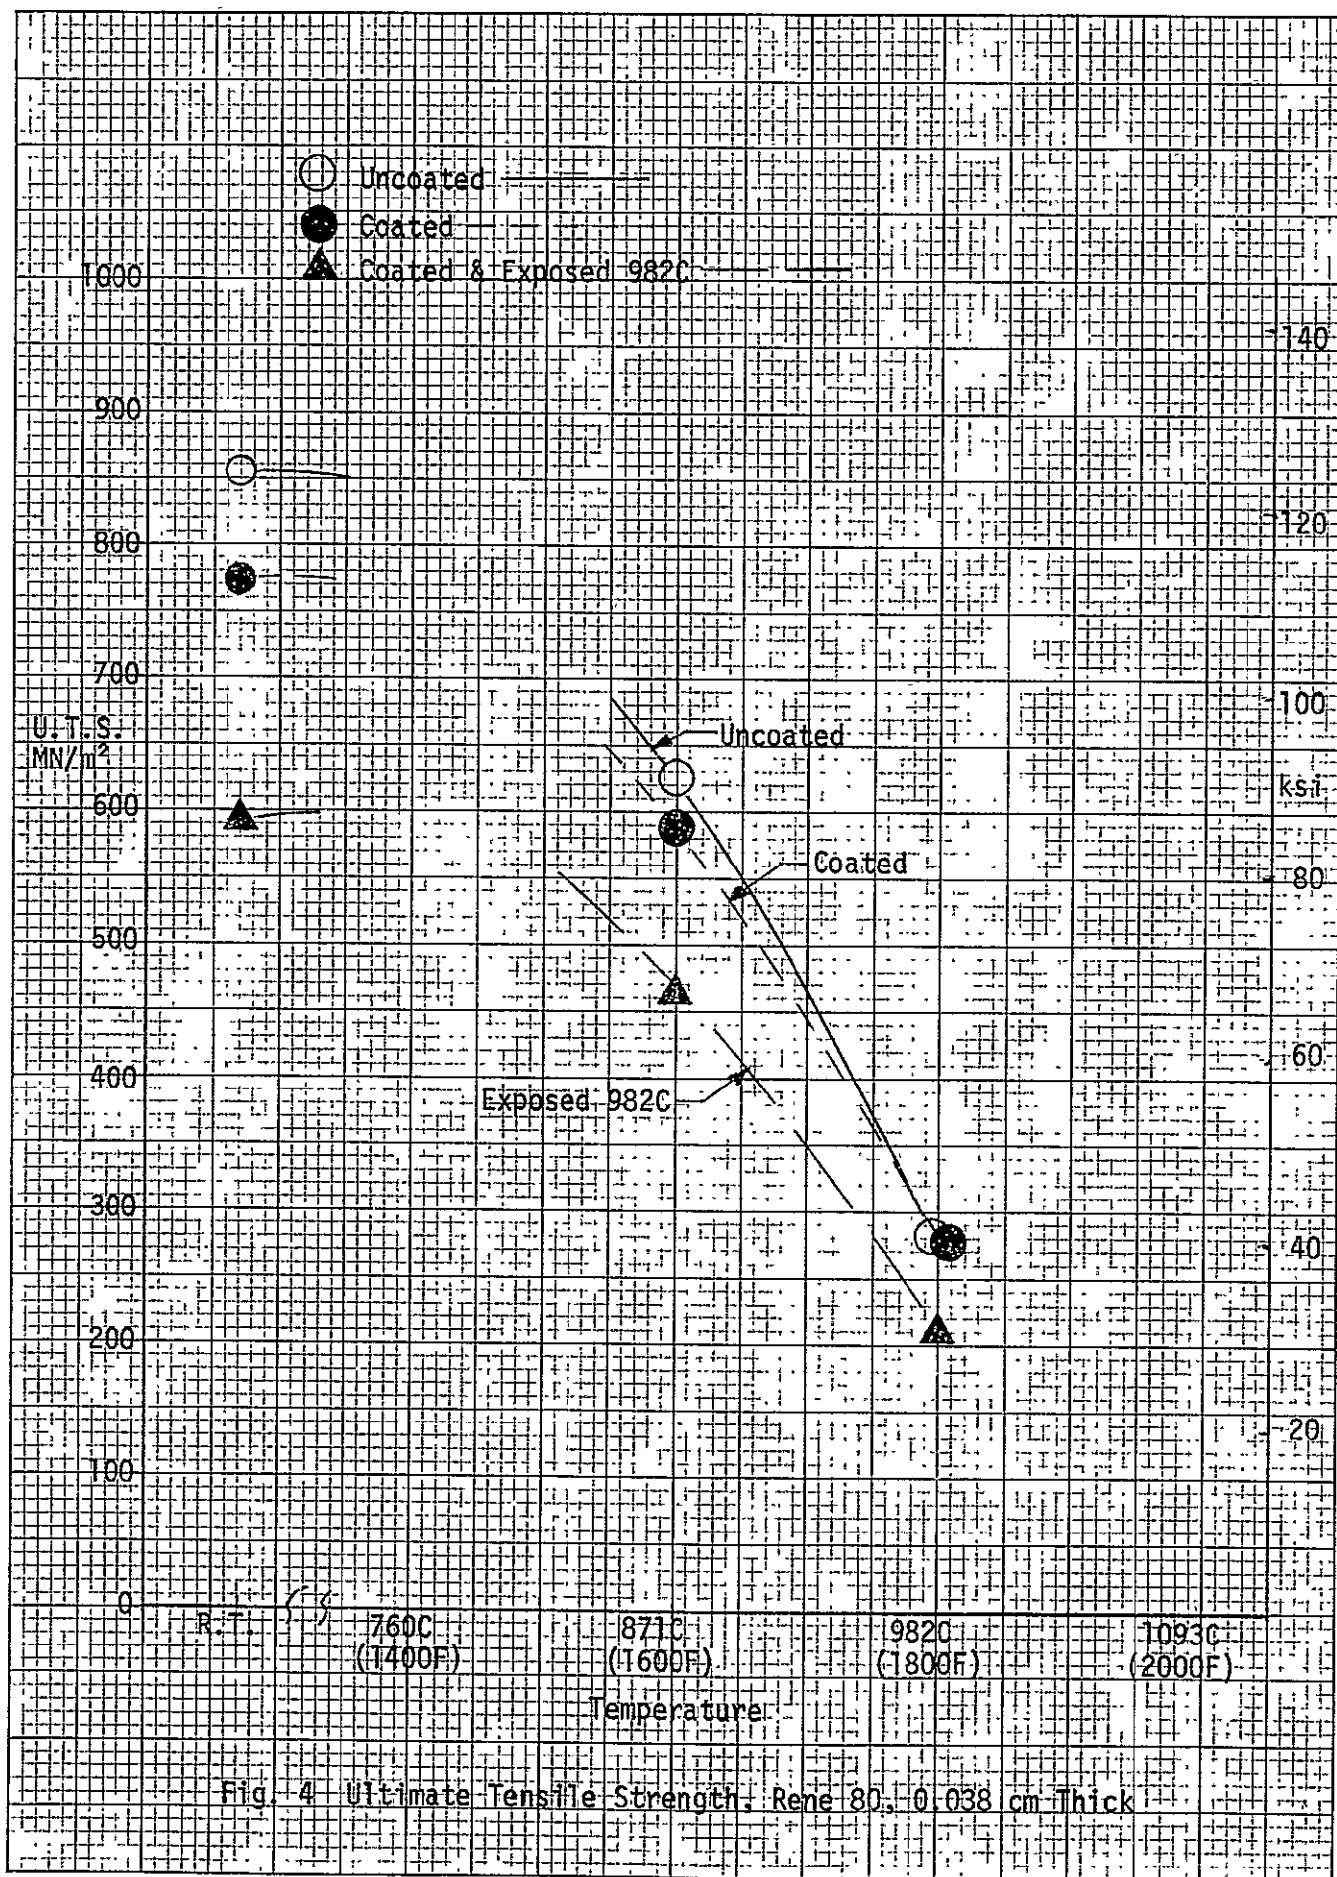 Uncoated
Coated
Coated & Exposed 982C
1000
140
900
120
800
700
100
U.T.S.
MN/m²
Uncoated
ksi
600
Coated
80
500
60
400
Exposed 982C
300
40
200
20
100
0
R.T. 760C 871C 982C 1093C
(1400F) (1600F) (1800F) (2000F)
Temperature
Fig. 4 Ultimate Tensile Strength, Rene 80, 0.038 cm Thick